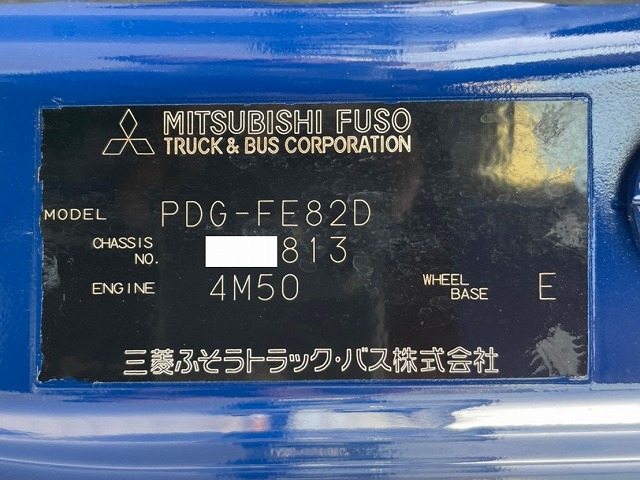 MITSUBISHI FUSO
TRUCK & BUS CORPORATION
MODEL PDG-FE82D
CHASSIS NO. 813
ENGINE 4M50 WHEEL BASE E
三菱ふそうトラック・バス株式会社